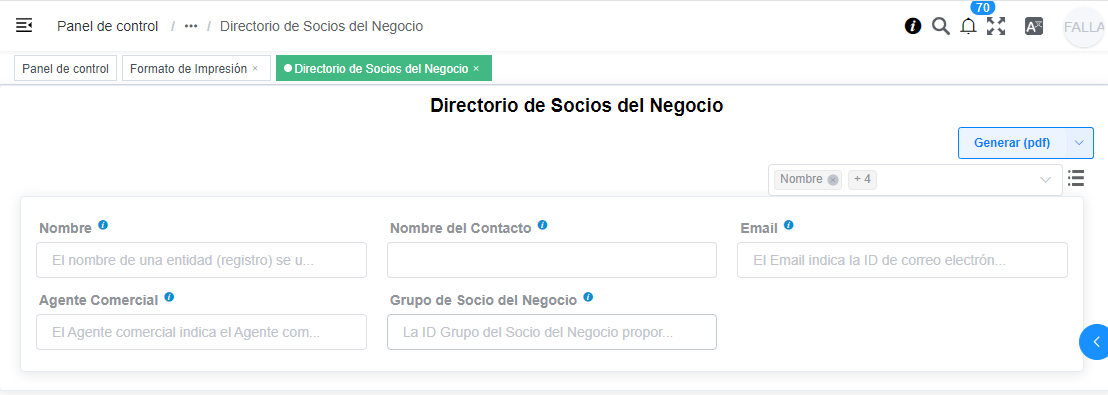 70
Panel de control / ••• / Directorio de Socios del Negocio
FALLA
Panel de control
Formato de Impresión ×
Directorio de Socios del Negocio ×
Directorio de Socios del Negocio
Generar (pdf)
Nombre
+ 4
Nombre
Nombre del Contacto
Email
El nombre de una entidad (registro) se u...
El Email indica la ID de correo electrón...
Agente Comercial
Grupo de Socio del Negocio
El Agente comercial indica el Agente com...
La ID Grupo del Socio del Negocio propor...